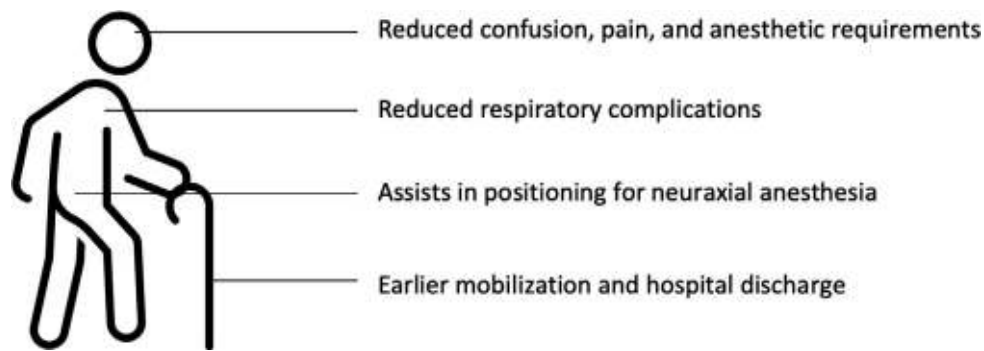 Reduced confusion, pain, and anesthetic requirements
Reduced respiratory complications
Assists in positioning for neuraxial anesthesia
Earlier mobilization and hospital discharge